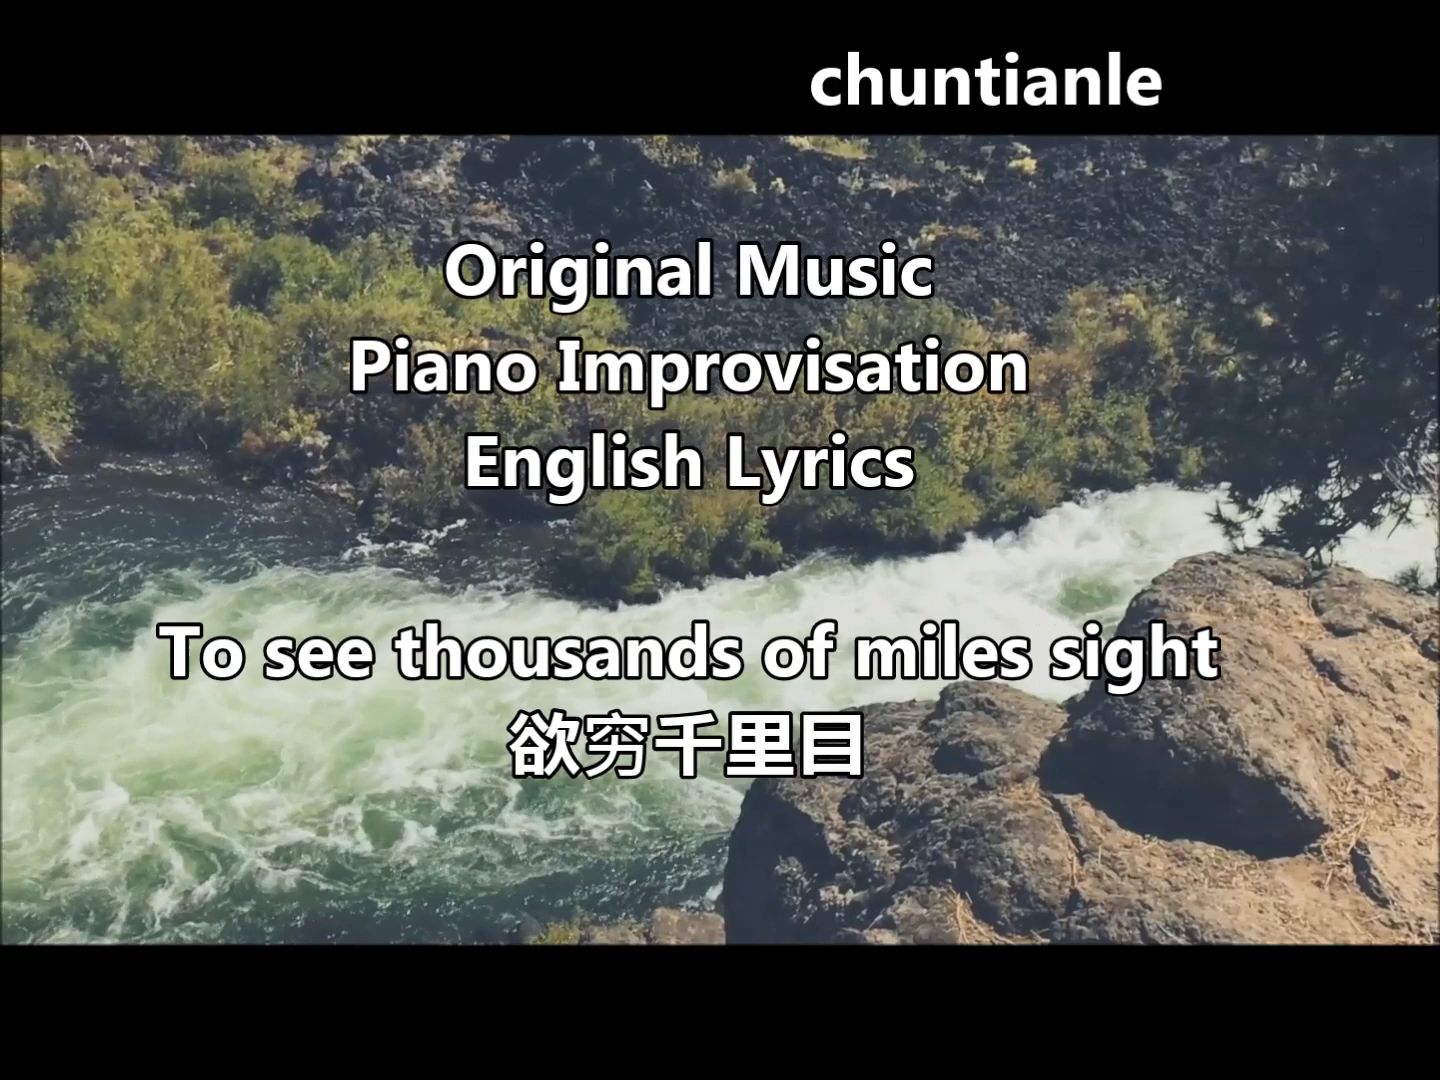 chuntianle
Original Music
Piano Improvisation
English Lyrics
To see thousands of miles sight
欲穷千里目